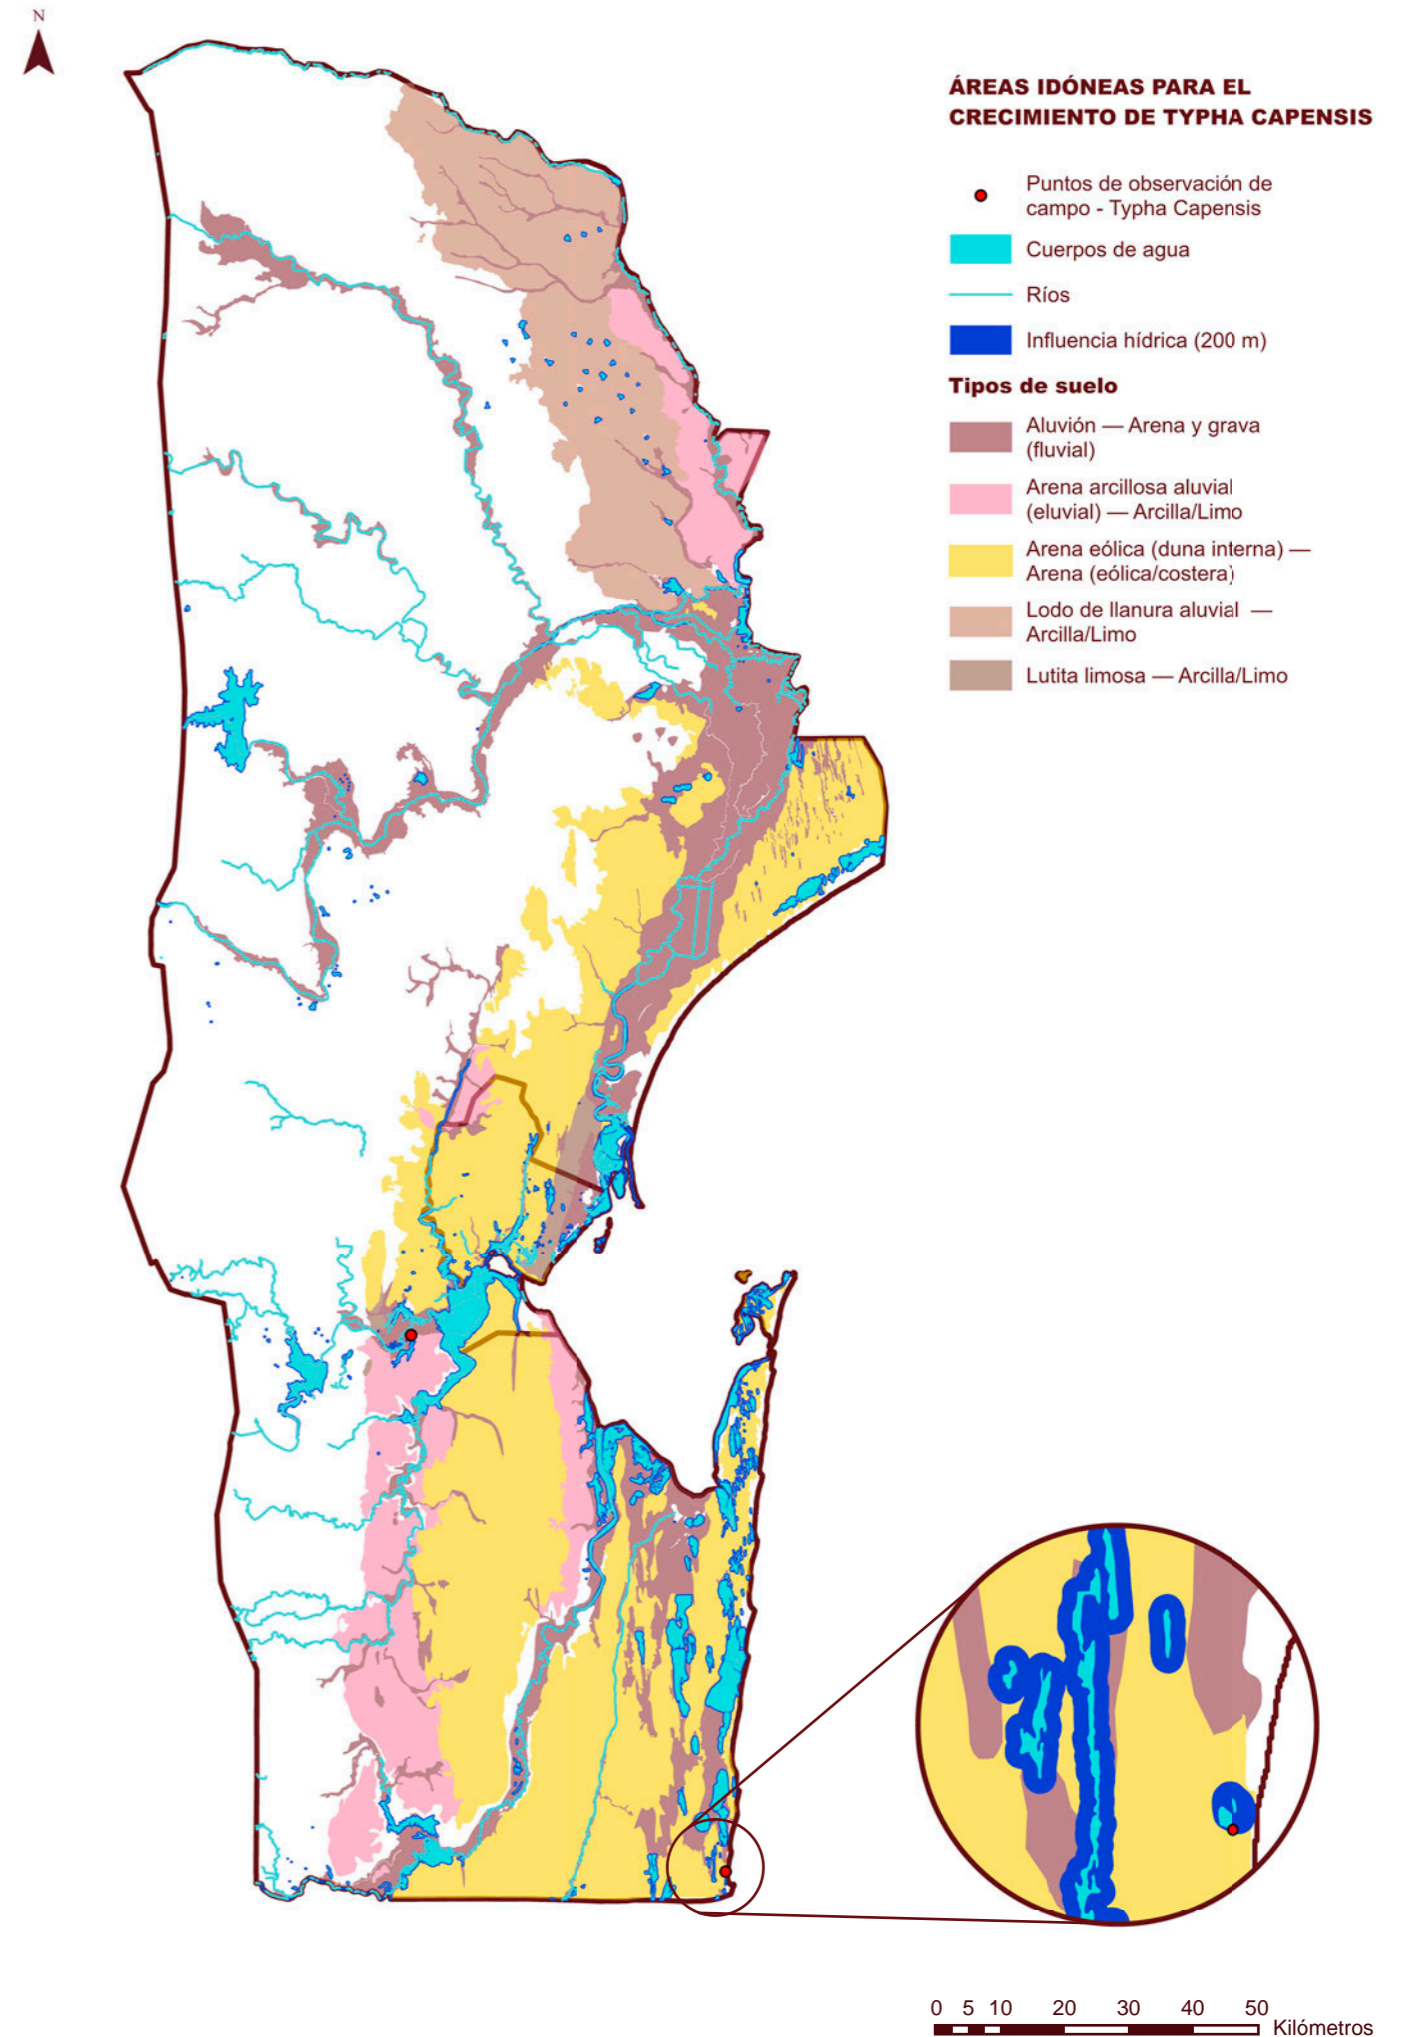 N
ÁREAS IDÓNEAS PARA EL
CRECIMIENTO DE TYPHA CAPENSIS
Puntos de observación de
campo - Typha Capensis
Cuerpos de agua
Ríos
Influencia hídrica (200 m)
Tipos de suelo
Aluvión — Arena y grava
(fluvial)
Arena arcillosa aluvial
(eluvial) — Arcilla/Limo
Arena eólica (duna interna) —
Arena (eólica/costera)
Lodo de llanura aluvial —
Arcilla/Limo
Lutita limosa — Arcilla/Limo
0 5 10 20 30 40 50
Kilómetros